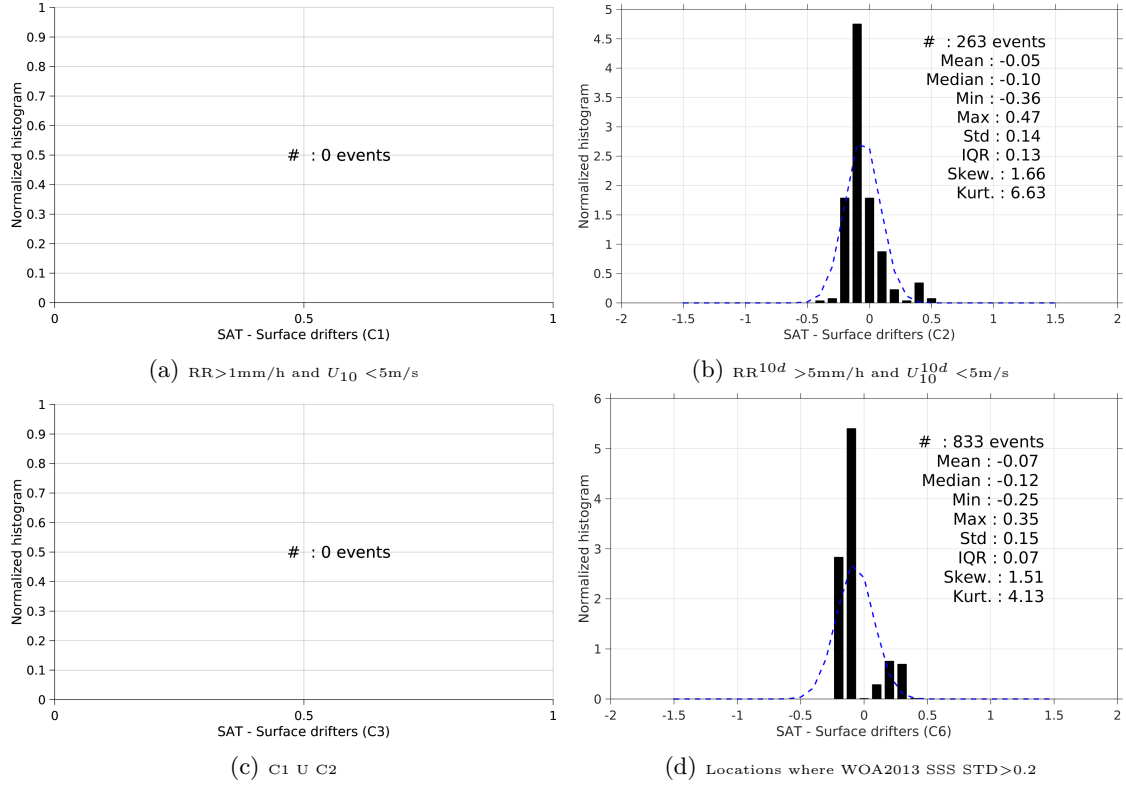 1
0.9
0.8
0.7
0.6
0.5
0.4
0.3
0.2
0.1
0
Normalized histogram
# : 0 events
0 0.5 1
SAT - Surface drifters (C1)
(a) RR>1mm/h and U10 <5m/s
5
4.5
4
3.5
3
2.5
2
1.5
1
0.5
0
Normalized histogram
# : 263 events
Mean : -0.05
Median : -0.10
Min : -0.36
Max : 0.47
Std : 0.14
IQR : 0.13
Skew. : 1.66
Kurt. : 6.63
-2 -1.5 -1 -0.5 0 0.5 1 1.5 2
SAT - Surface drifters (C2)
(b) RR10d >5mm/h and U10d10 <5m/s
1
0.9
0.8
0.7
0.6
0.5
0.4
0.3
0.2
0.1
0
Normalized histogram
# : 0 events
0 0.5 1
SAT - Surface drifters (C3)
(c) C1 U C2
6
5
4
3
2
1
0
Normalized histogram
# : 833 events
Mean : -0.07
Median : -0.12
Min : -0.25
Max : 0.35
Std : 0.15
IQR : 0.07
Skew. : 1.51
Kurt. : 4.13
-2 -1.5 -1 -0.5 0 0.5 1 1.5 2
SAT - Surface drifters (C6)
(d) Locations where WOA2013 SSS STD>0.2